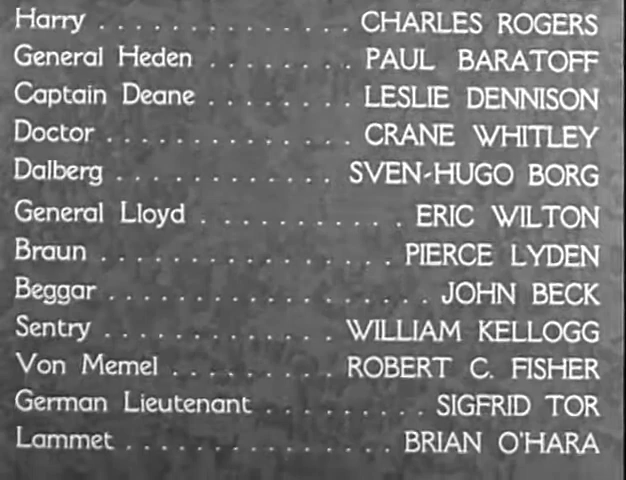 Harry . . . . . . . . . . . . . . CHARLES ROGERS
General Heden . . . . . . . . PAUL BARATOFF
Captain Deane . . . . . . . . LESLIE DENNISON
Doctor . . . . . . . . . . . . . . CRANE WHITLEY
Dalberg . . . . . . . . . . . . SVEN-HUGO BORG
General Lloyd . . . . . . . . . . . ERIC WILTON
Braun . . . . . . . . . . . . . . . . PIERCE LYDEN
Beggar . . . . . . . . . . . . . . . . . . JOHN BECK
Sentry . . . . . . . . . . . . . WILLIAM KELLOGG
Von Memel . . . . . . . . . ROBERT C. FISHER
German Lieutenant . . . . . . . . . SIGFRID TOR
Lammet . . . . . . . . . . . . . . . BRIAN O'HARA